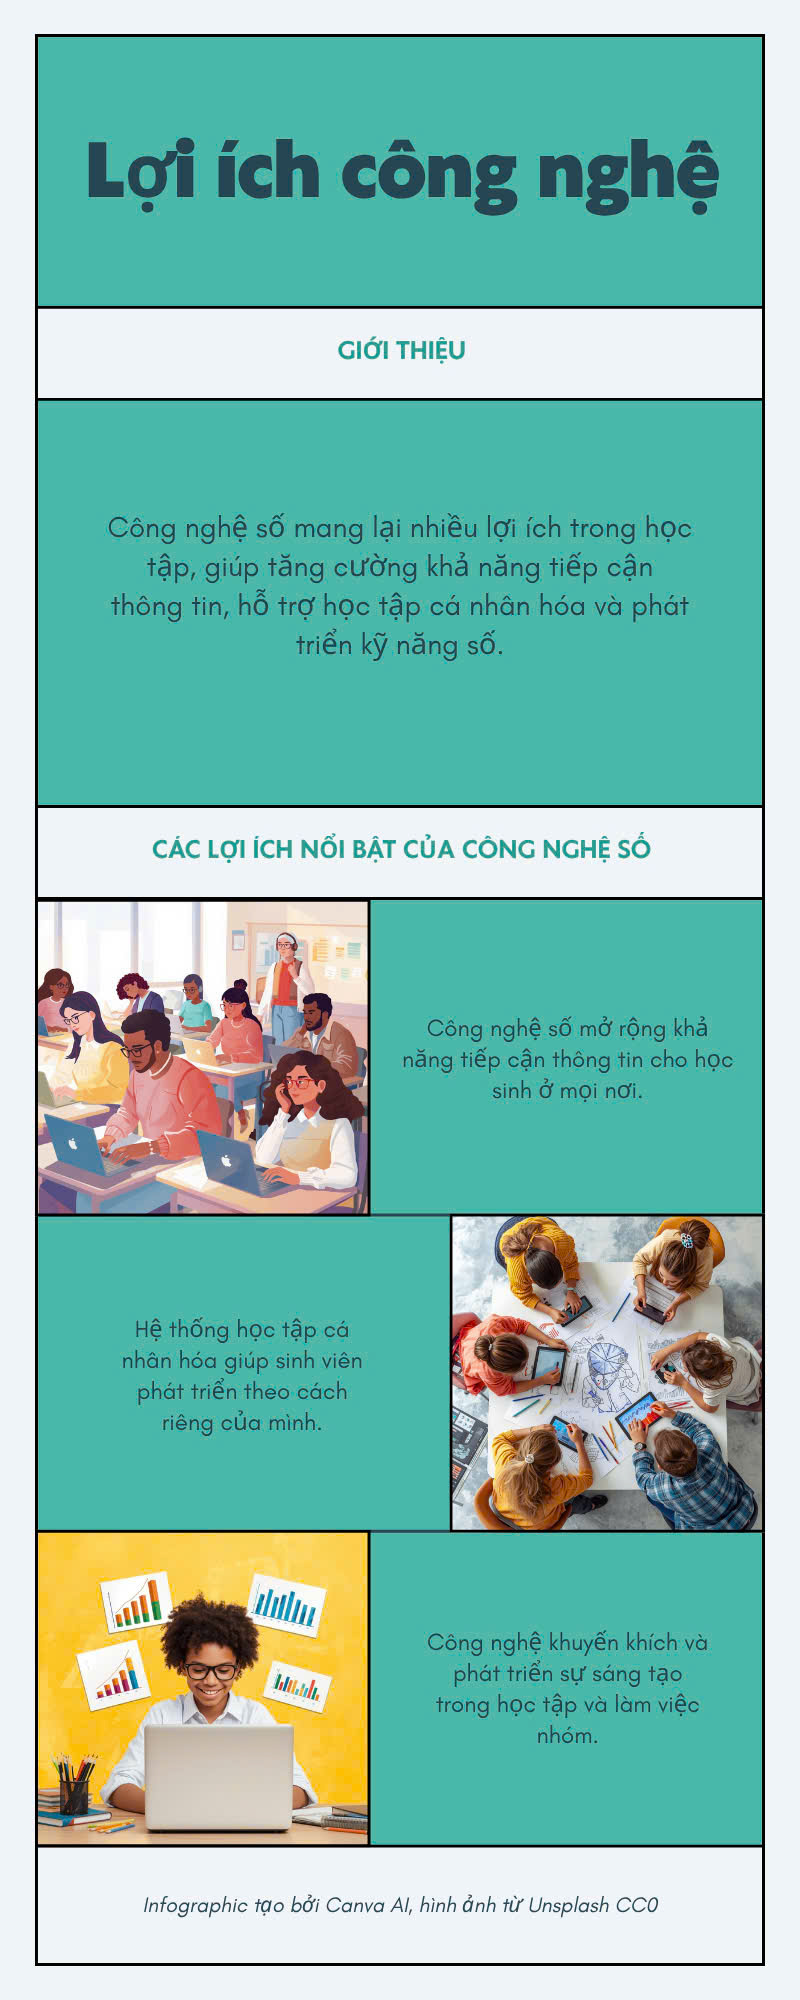 Lợi ích công nghệ
GIỚI THIỆU
Công nghệ số mang lại nhiều lợi ích trong học
tập, giúp tăng cường khả năng tiếp cận
thông tin, hỗ trợ học tập cá nhân hóa và phát
triển kỹ năng số.
CÁC LỢI ÍCH NỔI BẬT CỦA CÔNG NGHỆ SỐ
Công nghệ số mở rộng khả
năng tiếp cận thông tin cho học
sinh ở mọi nơi.
Hệ thống học tập cá
nhân hóa giúp sinh viên
phát triển theo cách
riêng của mình.
Công nghệ khuyến khích và
phát triển sự sáng tạo
trong học tập và làm việc
nhóm.
Infographic tạo bởi Canva AI, hình ảnh từ Unsplash CC0